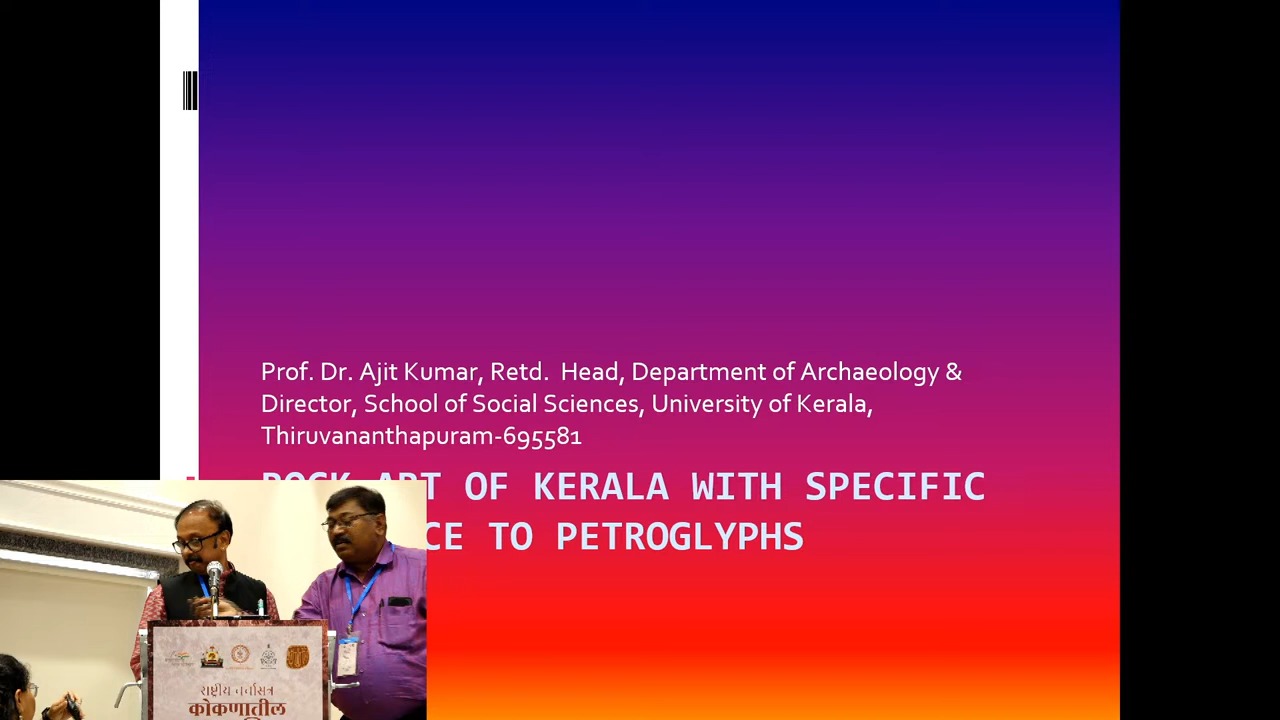 Prof. Dr. Ajit Kumar, Retd. Head, Department of Archaeology &
Director, School of Social Sciences, University of Kerala,
Thiruvananthapuram-695581
ART OF KERALA WITH SPECIFIC
TO PETROGLYPHS
राष्ट्रीय चर्चासत्र
कोकणातील